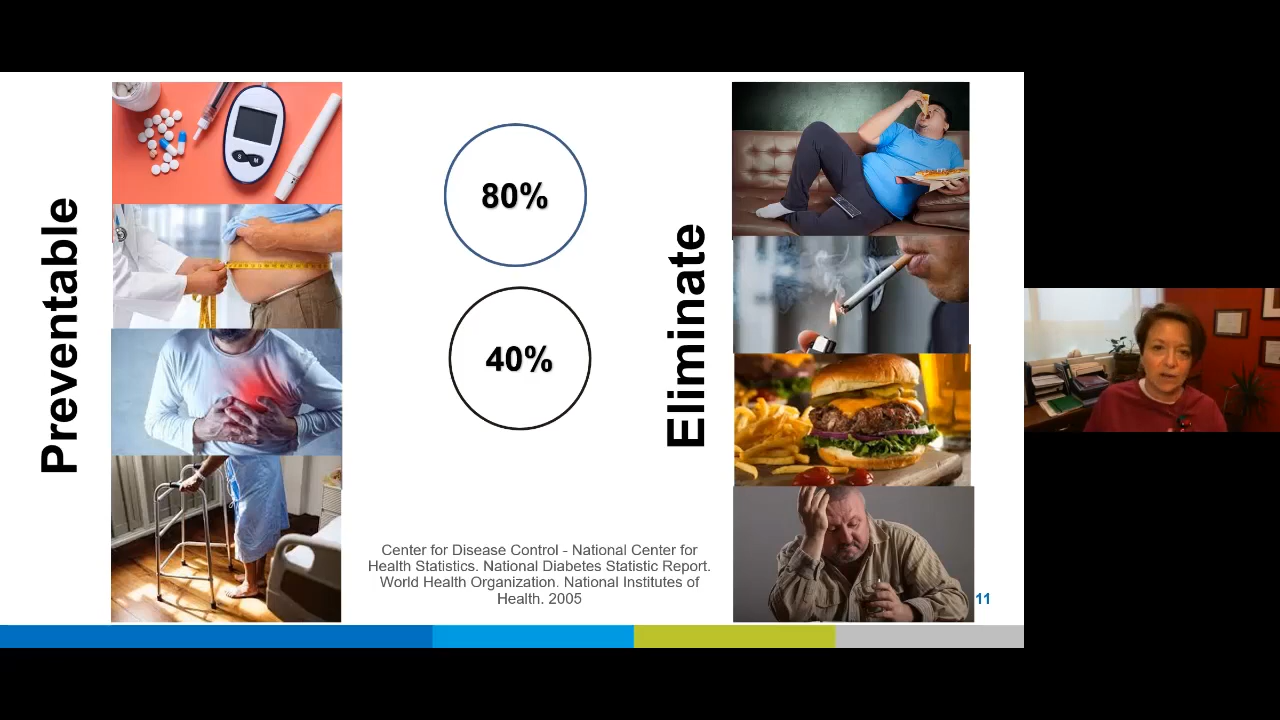 Preventable
80%
40%
Eliminate
Center for Disease Control - National Center for
Health Statistics. National Diabetes Statistic Report.
World Health Organization. National Institutes of
Health. 2005
11
S M